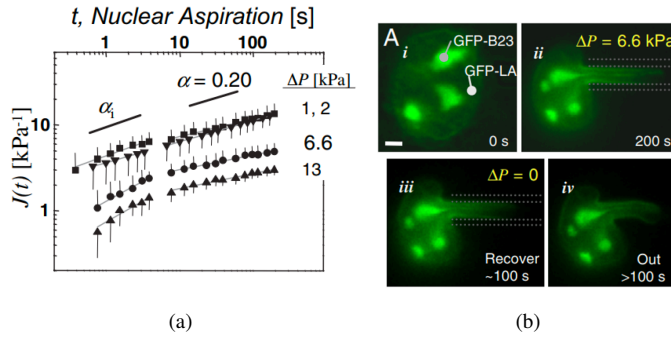 t, Nuclear Aspiration [s]
1 10 100
αi
α = 0.20
ΔP [kPa]
1, 2
6.6
13
10
1
J(t) [kPa-1]
(a)
A
i
GFP-B23
GFP-LA
0 s
ii
ΔP = 6.6 kPa
200 s
iii
ΔP = 0
Recover
~100 s
iv
Out
>100 s
(b)